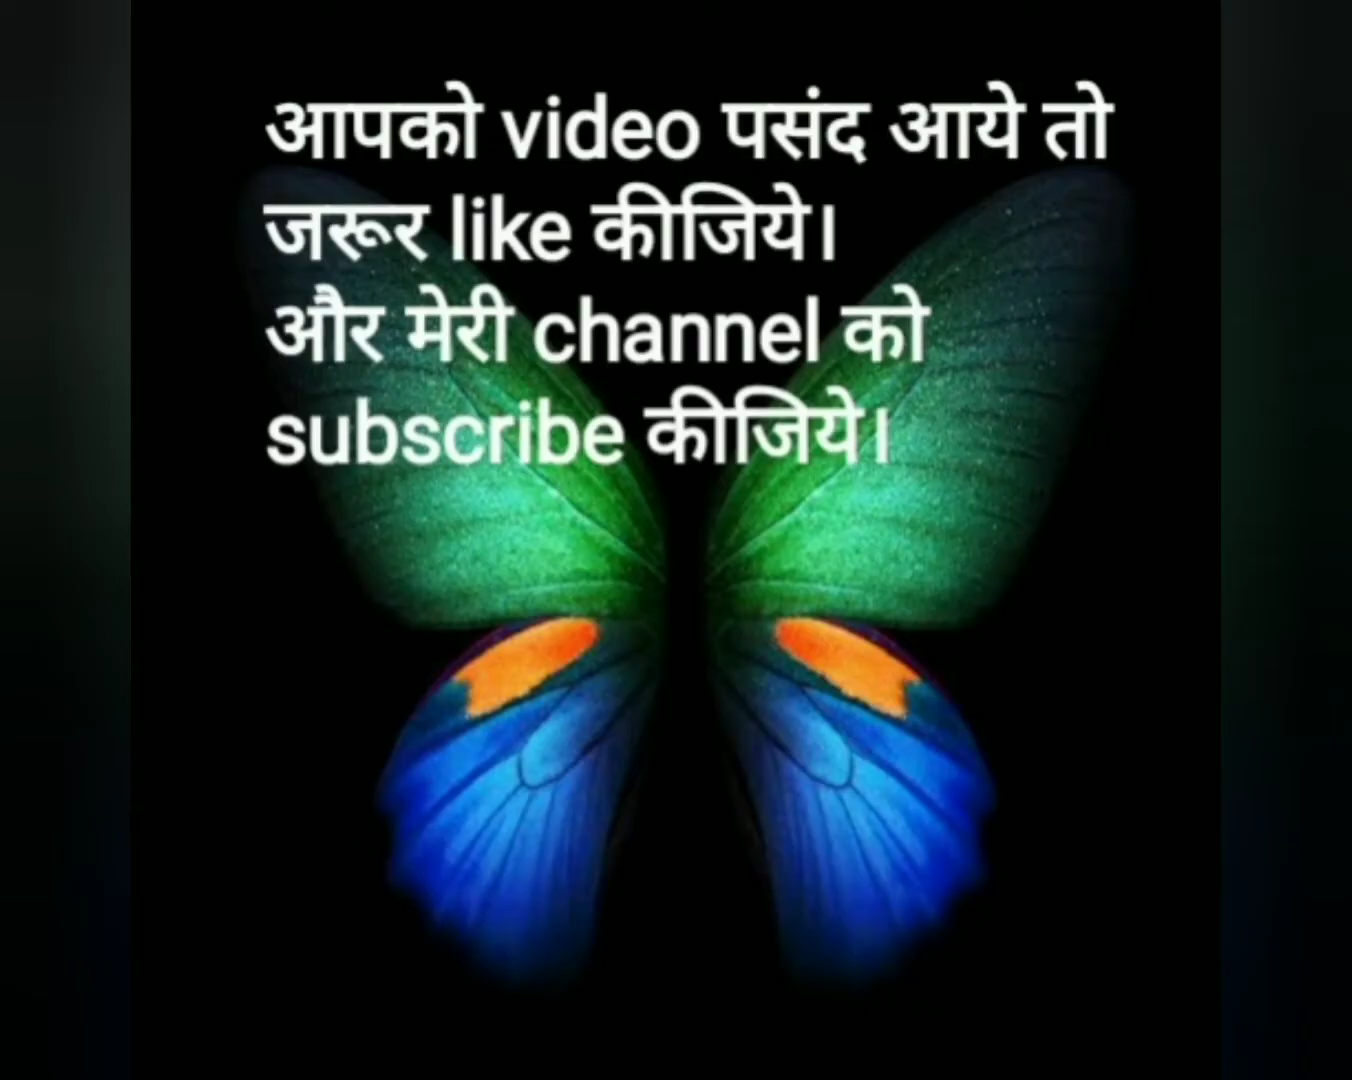 आपको video पसंद आये तो
जरूर like कीजिये।
और मेरी channel को
subscribe कीजिये।